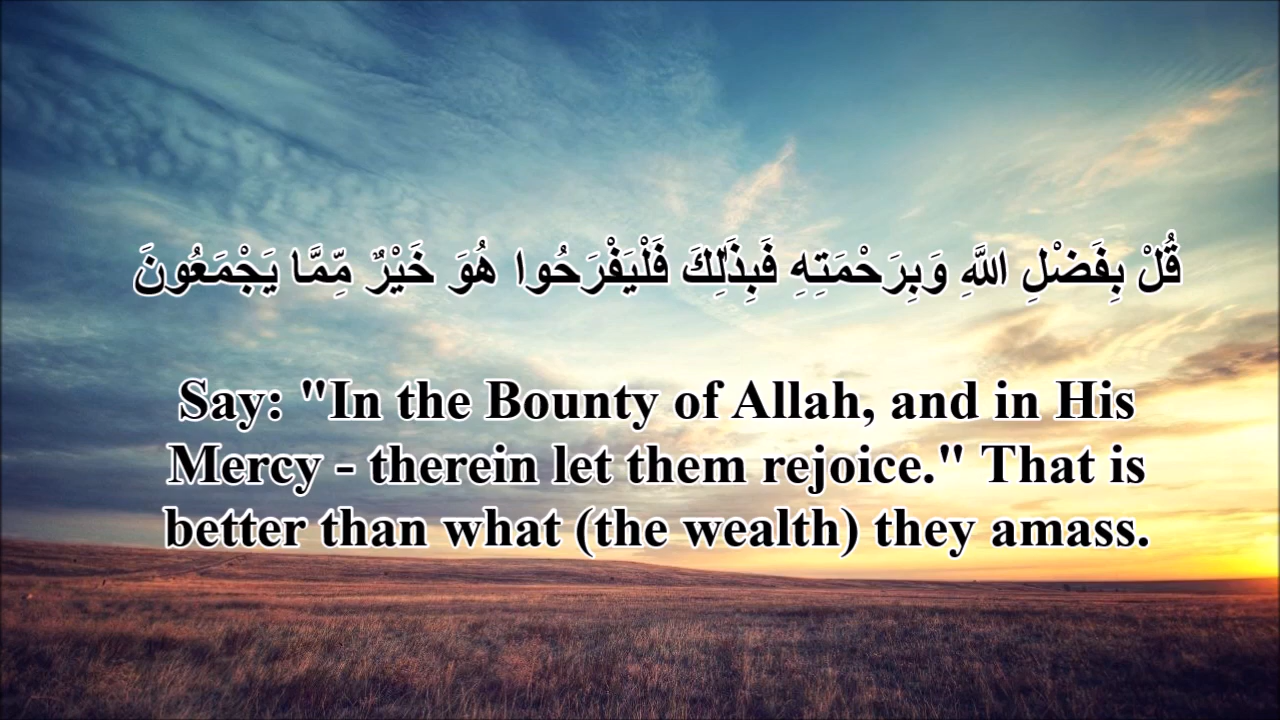 قُلْ بِفَضْلِ اللَّهِ وَبِرَحْمَتِهِ فَبِذَٰلِكَ فَلْيَفْرَحُوا هُوَ خَيْرٌ مِّمَّا يَجْمَعُونَ
Say: "In the Bounty of Allah, and in His
Mercy - therein let them rejoice." That is
better than what (the wealth) they amass.